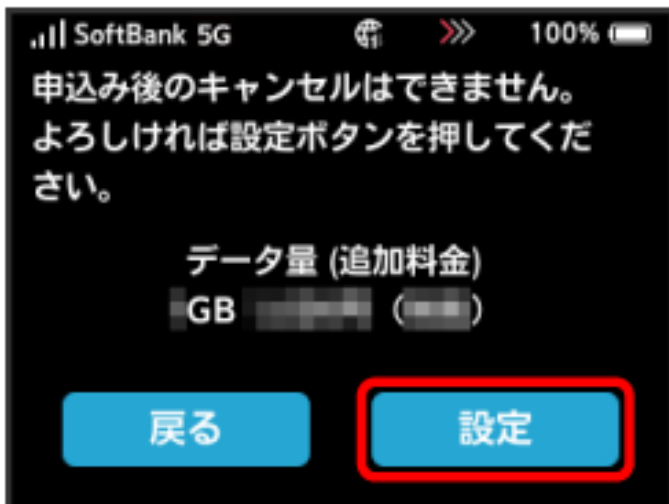 SoftBank 5G 100%
申込み後のキャンセルはできません。
よろしければ設定ボタンを押してくだ
さい。
データ量 (追加料金)
GB ( )
戻る 設定